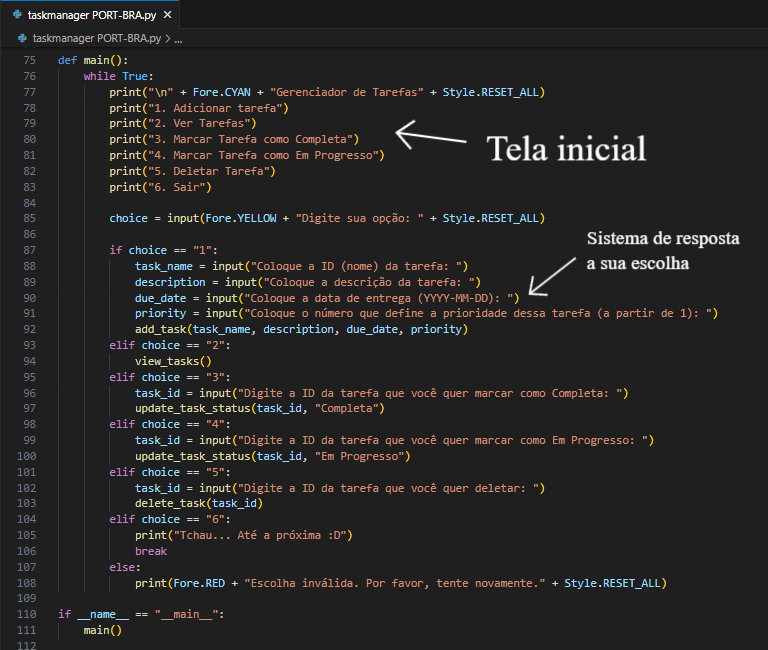 taskmanager PORT-BRA.py ×
taskmanager PORT-BRA.py > ...
75 def main():
76 while True:
77 print("\n" + Fore.CYAN + "Gerenciador de Tarefas" + Style.RESET_ALL)
78 print("1. Adicionar tarefa")
79 print("2. Ver Tarefas")
80 print("3. Marcar Tarefa como Completa")
81 print("4. Marcar Tarefa como Em Progresso")
82 print("5. Deletar Tarefa")
83 print("6. Sair")
Tela inicial
84
85 choice = input(Fore.YELLOW + "Digite sua opção: " + Style.RESET_ALL)
86
Sistema de resposta
a sua escolha
87 if choice == "1":
88 task_name = input("Coloque a ID (nome) da tarefa: ")
89 description = input("Coloque a descrição da tarefa: ")
90 due_date = input("Coloque a data de entrega (YYYY-MM-DD): ")
91 priority = input("Coloque o número que define a prioridade dessa tarefa (a partir de 1): ")
92 add_task(task_name, description, due_date, priority)
93 elif choice == "2":
94 view_tasks()
95 elif choice == "3":
96 task_id = input("Digite a ID da tarefa que você quer marcar como Completa: ")
97 update_task_status(task_id, "Completa")
98 elif choice == "4":
99 task_id = input("Digite a ID da tarefa que você quer marcar como Em Progresso: ")
100 update_task_status(task_id, "Em Progresso")
101 elif choice == "5":
102 task_id = input("Digite a ID da tarefa que você quer deletar: ")
103 delete_task(task_id)
104 elif choice == "6":
105 print("Tchau... Até a próxima :D")
106 break
107 else:
108 print(Fore.RED + "Escolha inválida. Por favor, tente novamente." + Style.RESET_ALL)
109
110 if __name__ == "__main__":
111 main()
112